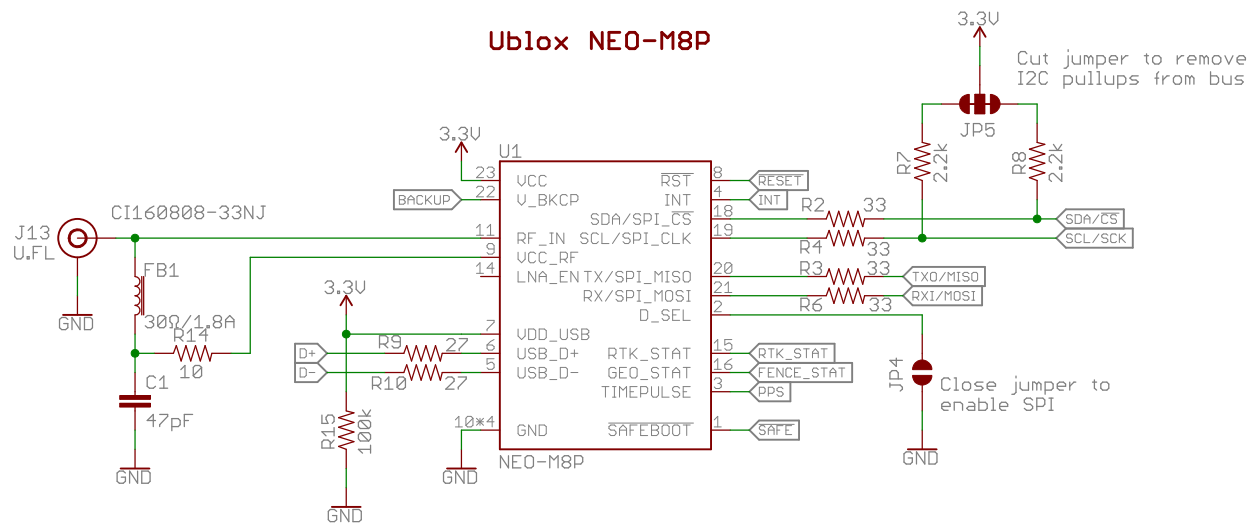 Ublox NEO-M8P
3.3V
Cut jumper to remove
I2C pullups from bus
JP5
R7
2.2k
R8
2.2k
3.3V
U1
23
VCC
RST
8
RESET
BACKUP
22
V_BKCP
INT
4
INT
CI160808-33NJ
SDA/SPI_CS
18
R2
33
SDA/CS
J13
U.FL
11
RF_IN
SCL/SPI_CLK
19
R4
33
SCL/SCK
9
VCC_RF
14
LNA_EN
TX/SPI_MISO
20
R3
33
TXO/MISO
FB1
30Ω/1.8A
GND
RX/SPI_MOSI
21
R6
33
RXI/MOSI
3.3V
D_SEL
2
7
VDD_USB
R14
10
D+
R9
27
6
USB_D+
RTK_STAT
15
RTK_STAT
D-
R10
27
5
USB_D-
GEO_STAT
16
FENCE_STAT
JP4
Close jumper to
enable SPI
C1
47pF
TIMEPULSE
3
PPS
R15
100k
10*4
GND
SAFEBOOT
1
SAFE
NEO-M8P
GND
GND
GND
GND